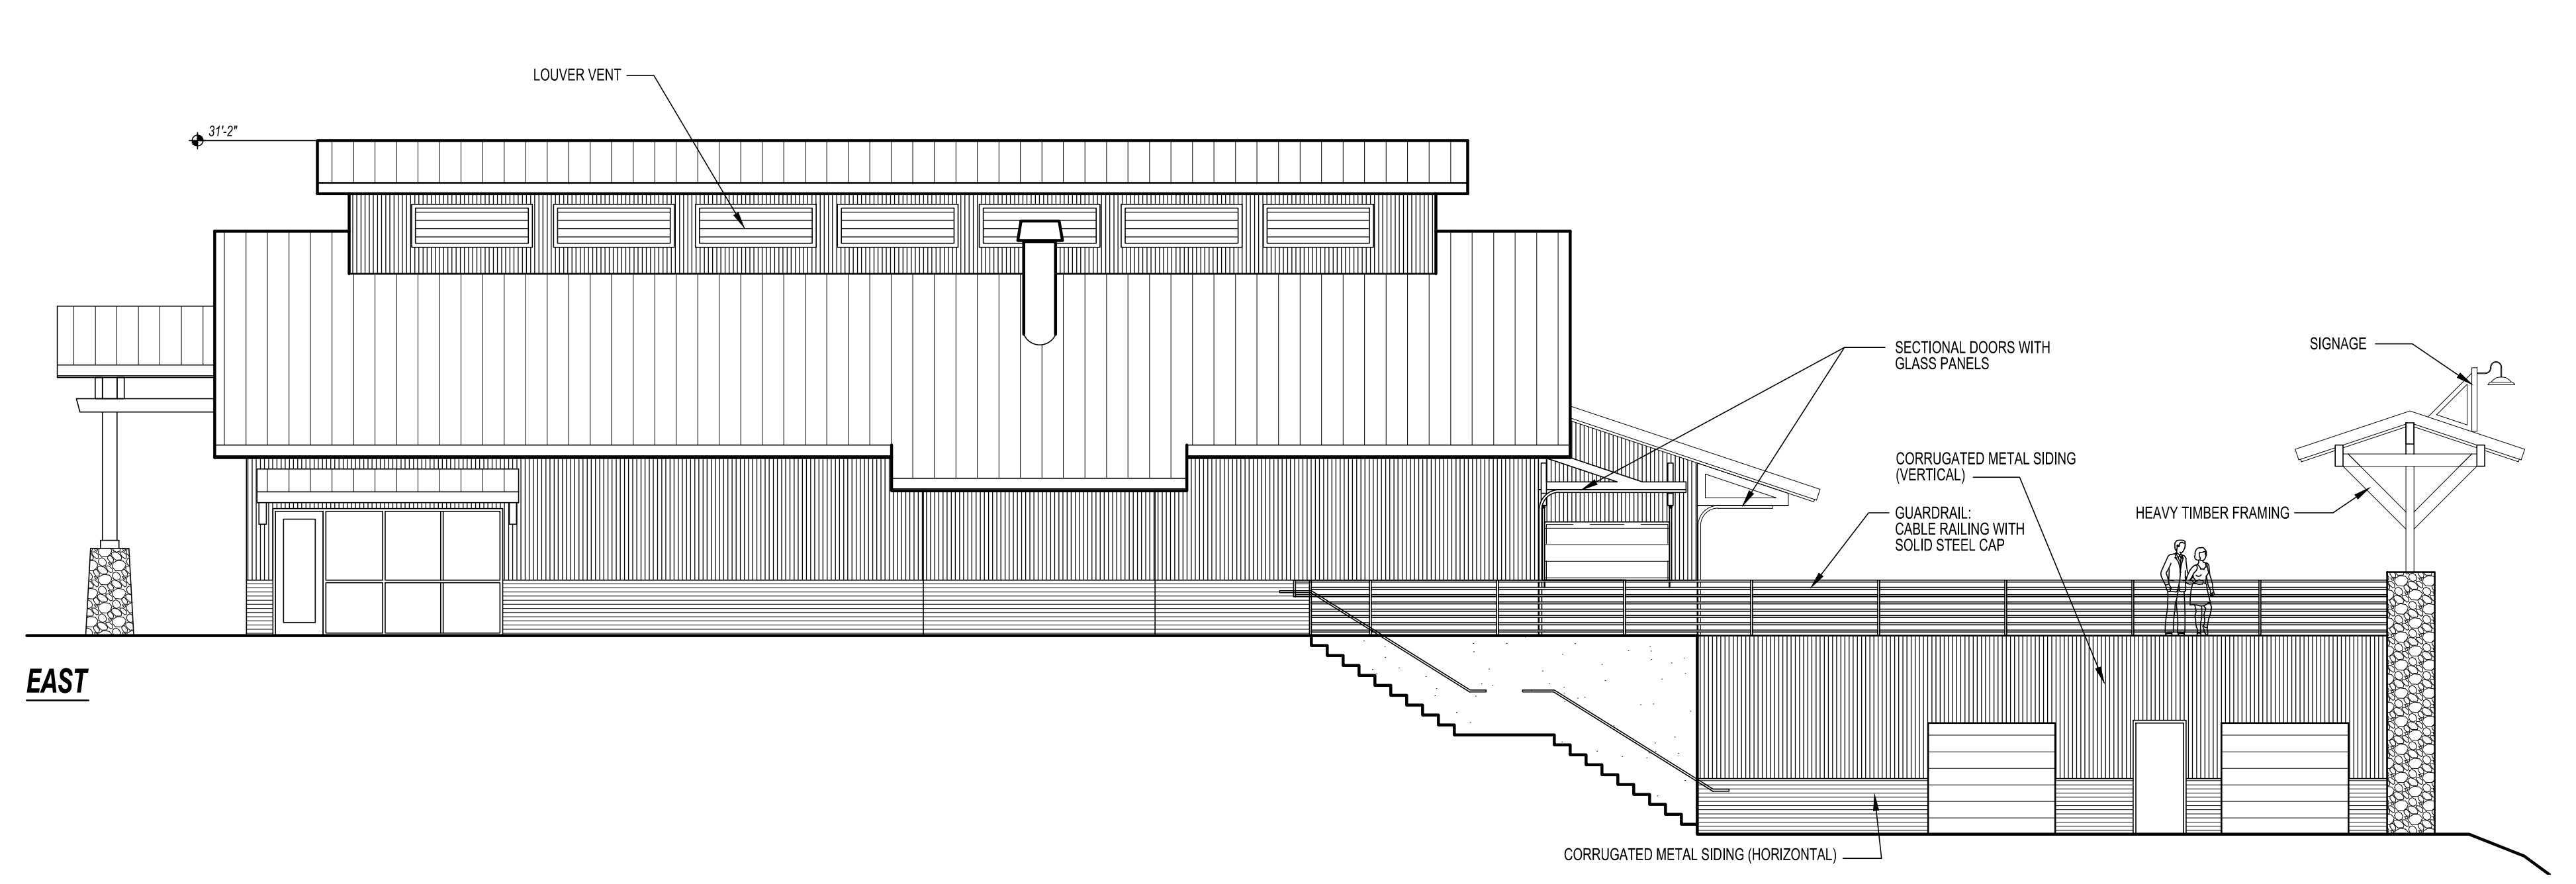 LOUVER VENT
31'-2"
SECTIONAL DOORS WITH
GLASS PANELS
SIGNAGE
CORRUGATED METAL SIDING
(VERTICAL)
GUARDRAIL:
CABLE RAILING WITH
SOLID STEEL CAP
HEAVY TIMBER FRAMING
EAST
CORRUGATED METAL SIDING (HORIZONTAL)